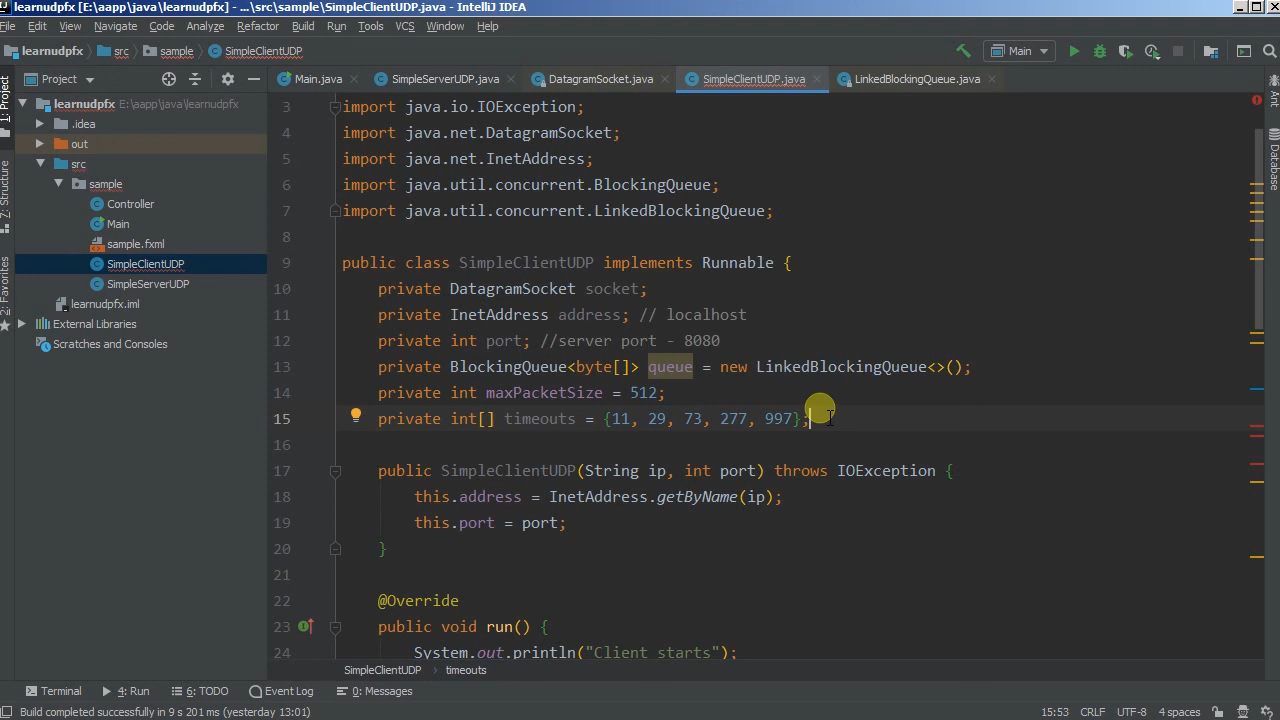 learnudpfx [E:\aapp\java\learnudpfx] - ...\src\sample\SimpleClientUDP.java - IntelliJ IDEA
File Edit View Navigate Code Analyze Refactor Build Run Tools VCS Window Help
learnudpfx src sample SimpleClientUDP Main
Project Main.java SimpleServerUDP.java DatagramSocket.java SimpleClientUDP.java LinkedBlockingQueue.java
1: Project
7: Structure
2: Favorites
learnudpfx E:\aapp\java\learnudpfx
.idea
out
src
sample
Controller
Main
sample.fxml
SimpleClientUDP
SimpleServerUDP
learnudpfx.iml
External Libraries
Scratches and Consoles
3 import java.io.IOException;
4 import java.net.DatagramSocket;
5 import java.net.InetAddress;
6 import java.util.concurrent.BlockingQueue;
7 import java.util.concurrent.LinkedBlockingQueue;
8
9 public class SimpleClientUDP implements Runnable {
10 private DatagramSocket socket;
11 private InetAddress address; // localhost
12 private int port; //server port - 8080
13 private BlockingQueue<byte[]> queue = new LinkedBlockingQueue<>();
14 private int maxPacketSize = 512;
15 private int[] timeouts = {11, 29, 73, 277, 997};
16
17 public SimpleClientUDP(String ip, int port) throws IOException {
18 this.address = InetAddress.getByName(ip);
19 this.port = port;
20 }
21
22 @Override
23 public void run() {
24 System.out.println("Client starts");
Ant
Database
SimpleClientUDP timeouts
Terminal 4: Run 6: TODO Event Log 0: Messages
Build completed successfully in 9 s 201 ms (yesterday 13:01) 15:53 CRLF UTF-8 4 spaces